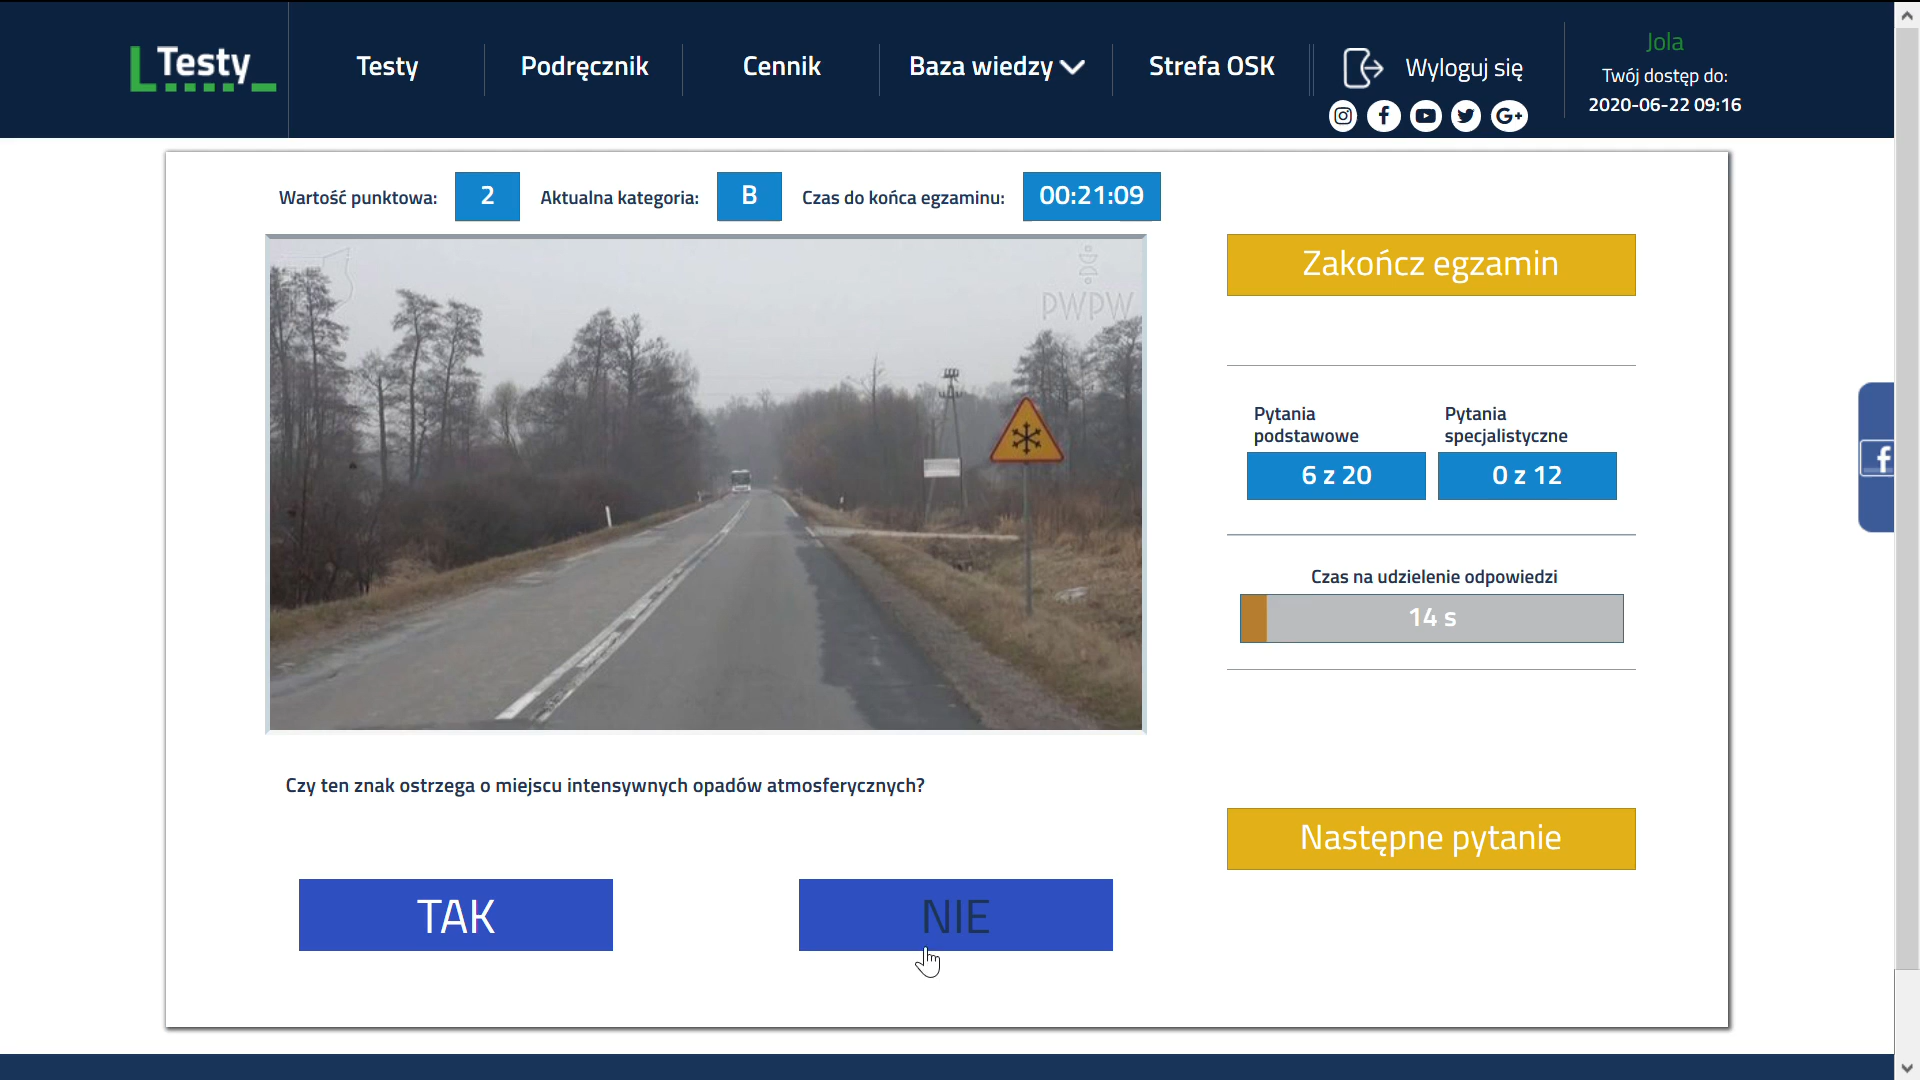 L Testy
Testy
Podręcznik
Cennik
Baza wiedzy
Strefa OSK
Wyloguj się
Jola
Twój dostęp do:
2020-06-22 09:16
Wartość punktowa: 2
Aktualna kategoria: B
Czas do końca egzaminu: 00:21:09
PWPW
Zakończ egzamin
Pytania podstawowe
6 z 20
Pytania specjalistyczne
0 z 12
Czas na udzielenie odpowiedzi
14 s
Czy ten znak ostrzega o miejscu intensywnych opadów atmosferycznych?
Następne pytanie
TAK
NIE